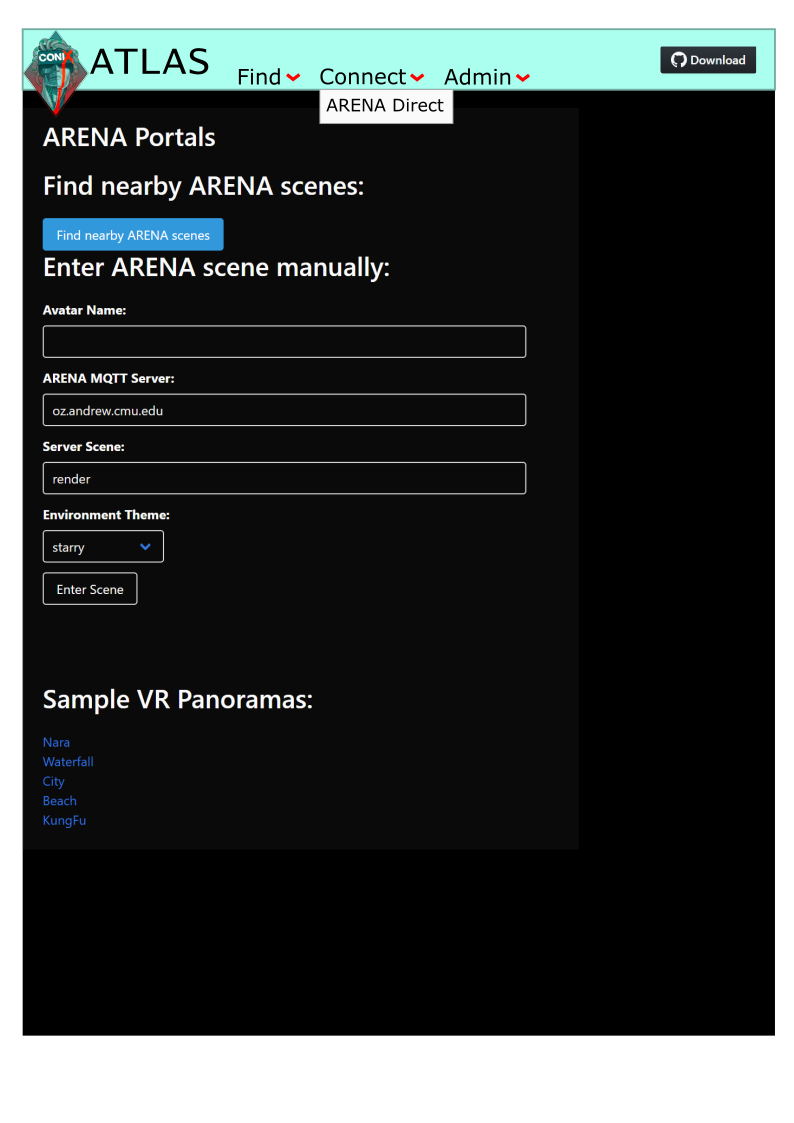 CONIX
ATLAS
Find
Connect
Admin
Download
ARENA Direct
ARENA Portals
Find nearby ARENA scenes:
Find nearby ARENA scenes
Enter ARENA scene manually:
Avatar Name:
ARENA MQTT Server:
oz.andrew.cmu.edu
Server Scene:
render
Environment Theme:
starry
Enter Scene
Sample VR Panoramas:
Nara
Waterfall
City
Beach
KungFu